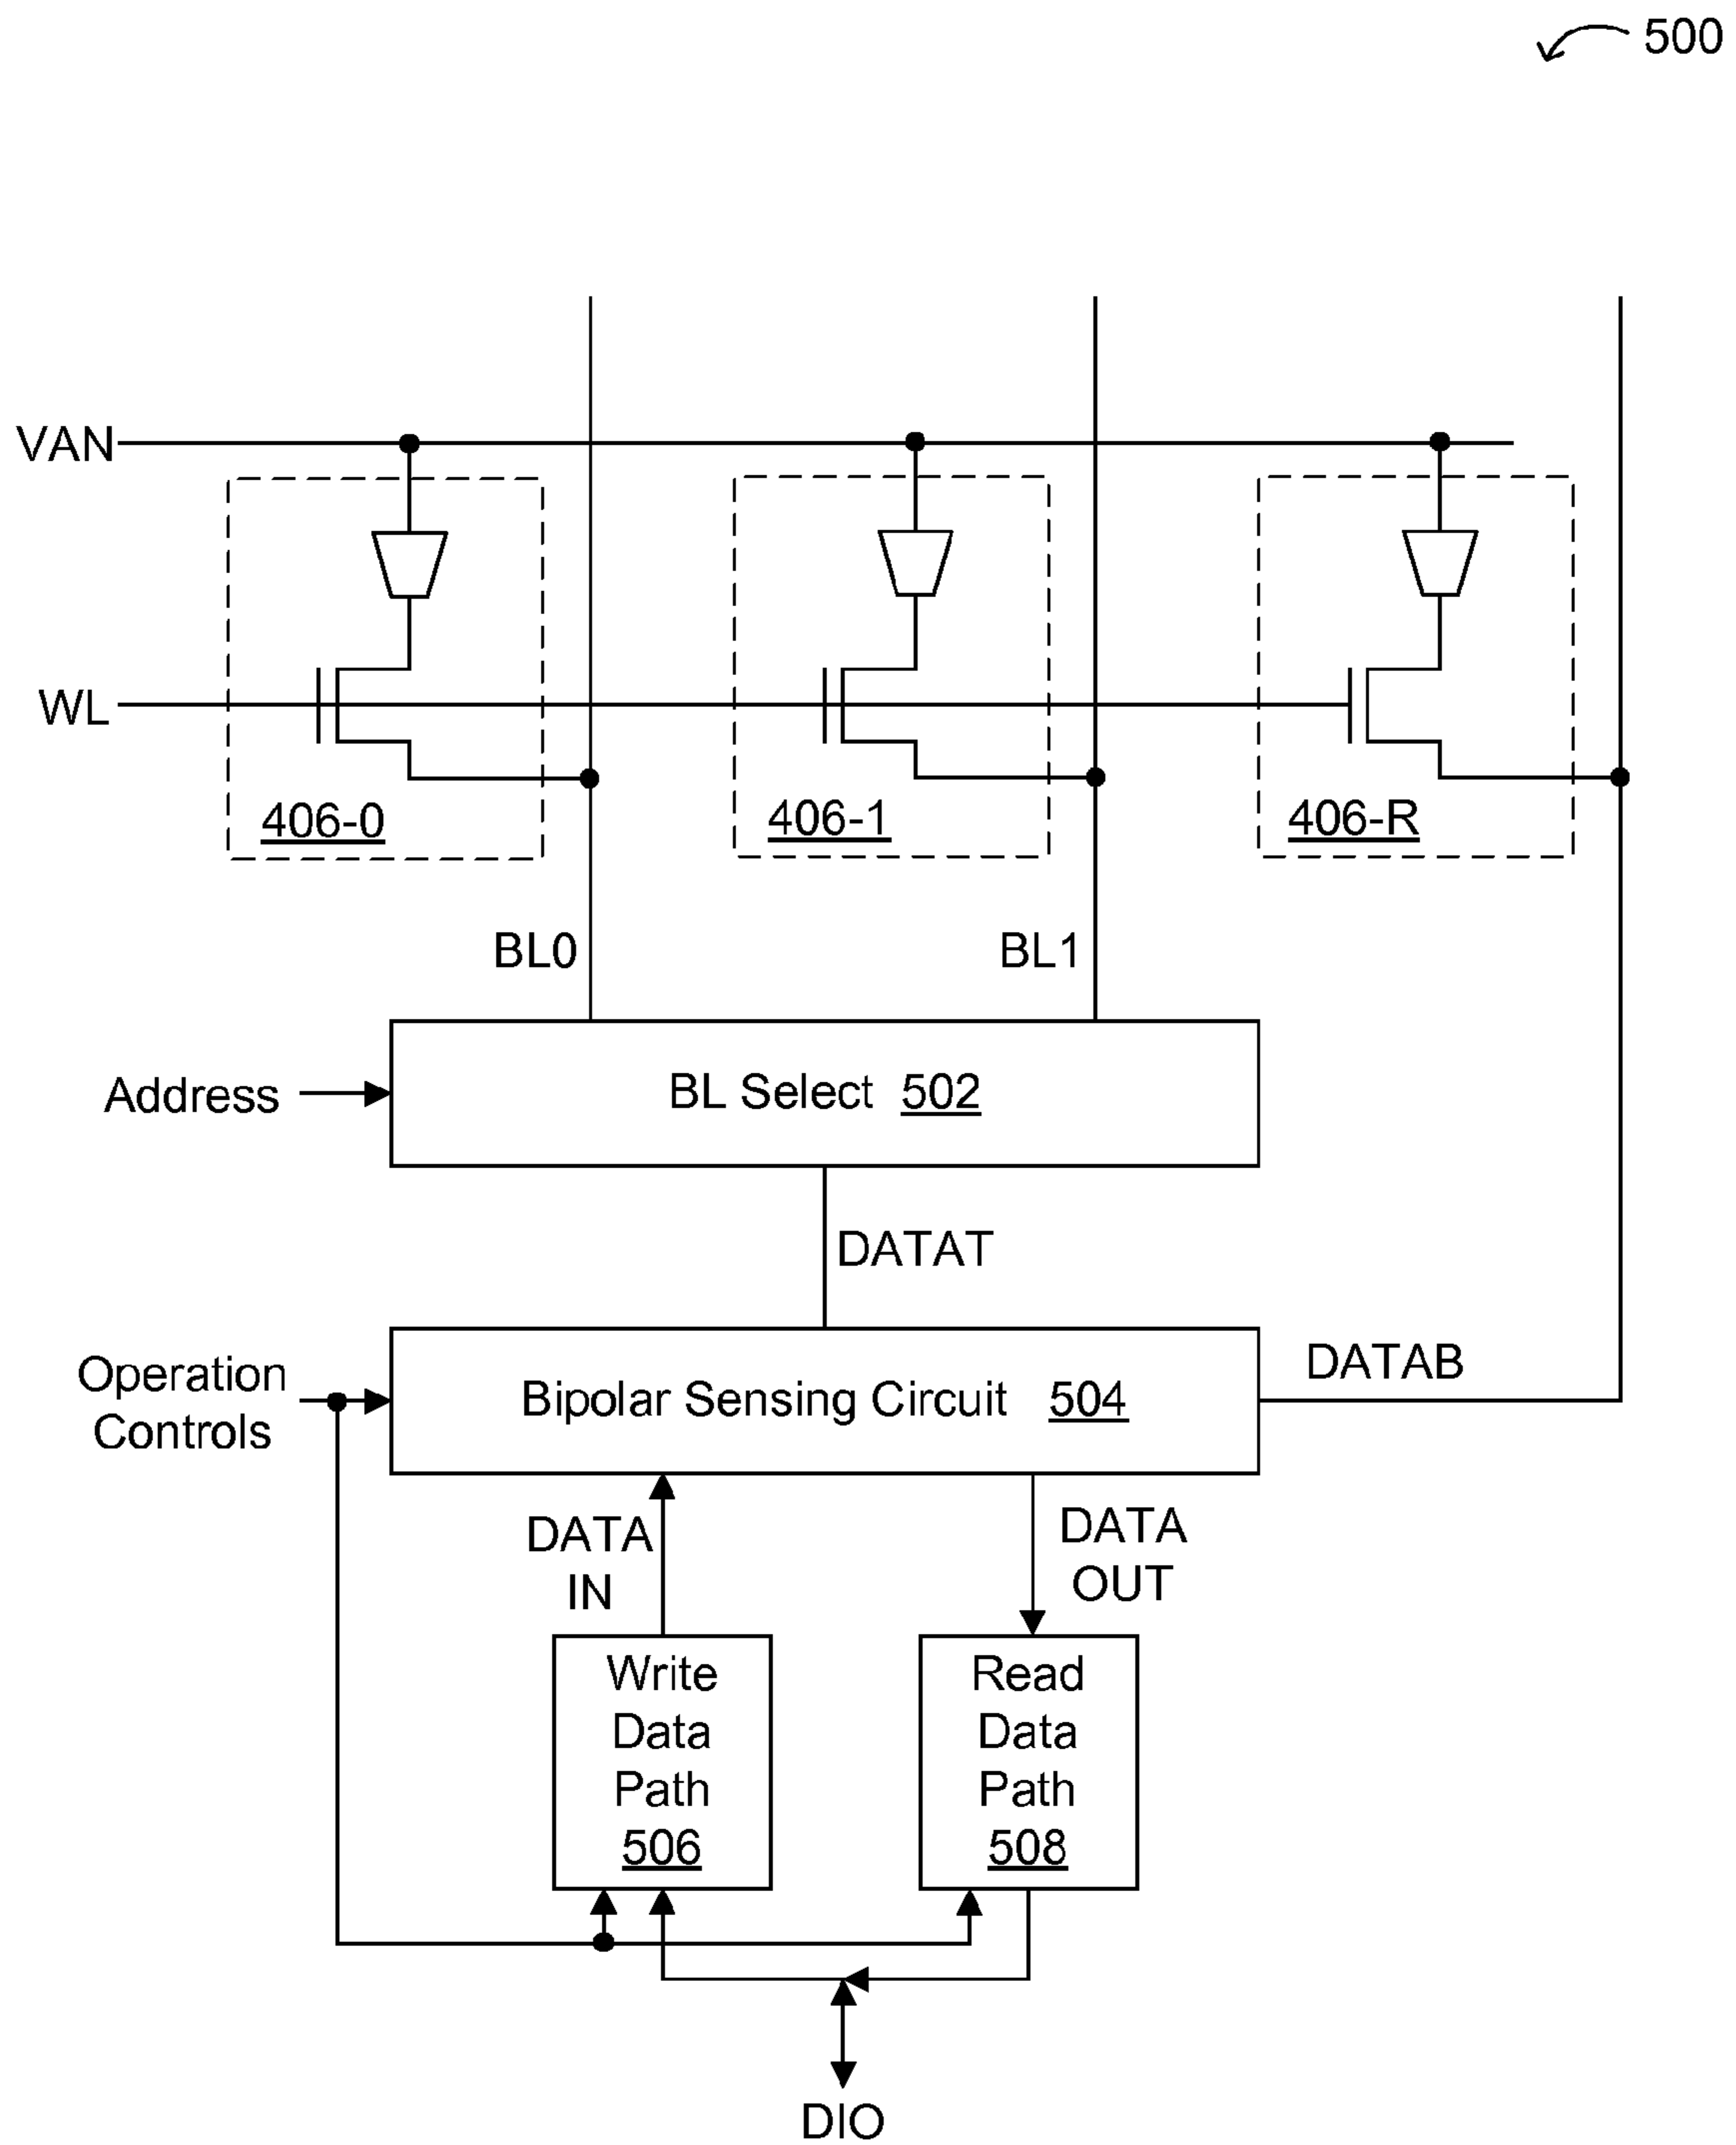 500
VAN
WL
406-0
406-1
406-R
BL0
BL1
Address
BL Select 502
DATAT
Operation
Controls
Bipolar Sensing Circuit 504
DATAB
DATA
IN
DATA
OUT
Write
Data
Path
506
Read
Data
Path
508
DIO